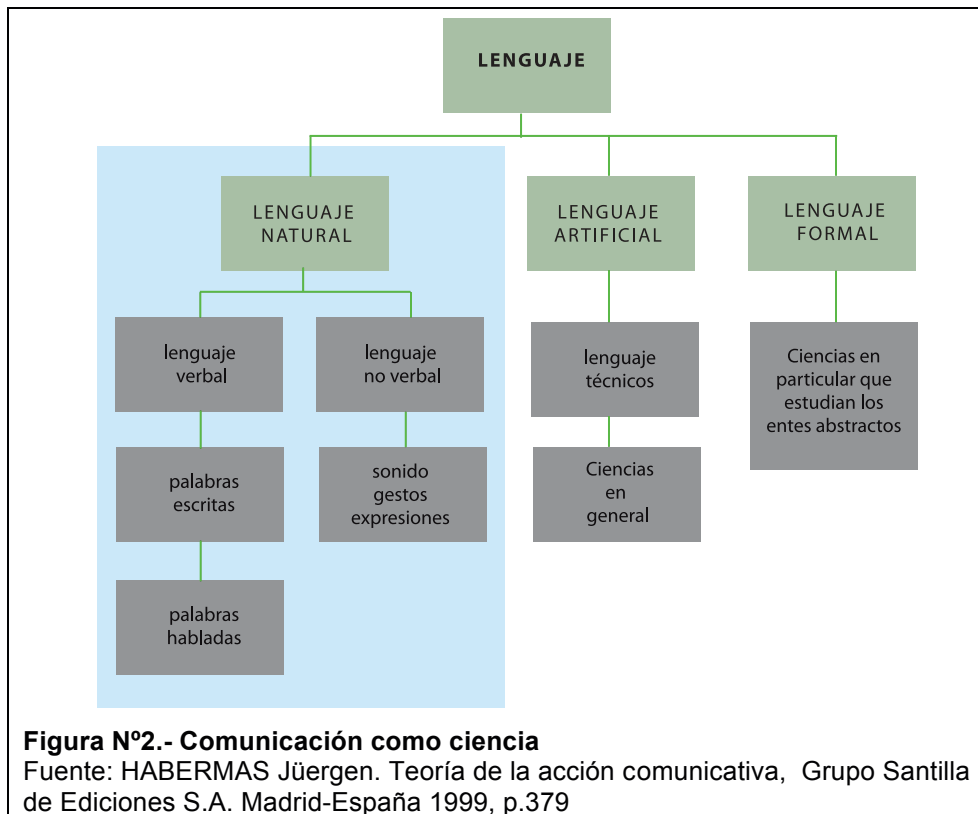 LENGUAJE
LENGUAJE
NATURAL
LENGUAJE
ARTIFICIAL
LENGUAJE
FORMAL
lenguaje
verbal
lenguaje
no verbal
lenguaje
técnicos
Ciencias en
particular que
estudian los
entes abstractos
palabras
escritas
sonido
gestos
expresiones
Ciencias
en
general
palabras
habladas
Figura Nº2.- Comunicación como ciencia
Fuente: HABERMAS Jüergen. Teoría de la acción comunicativa, Grupo Santilla
de Ediciones S.A. Madrid-España 1999, p.379